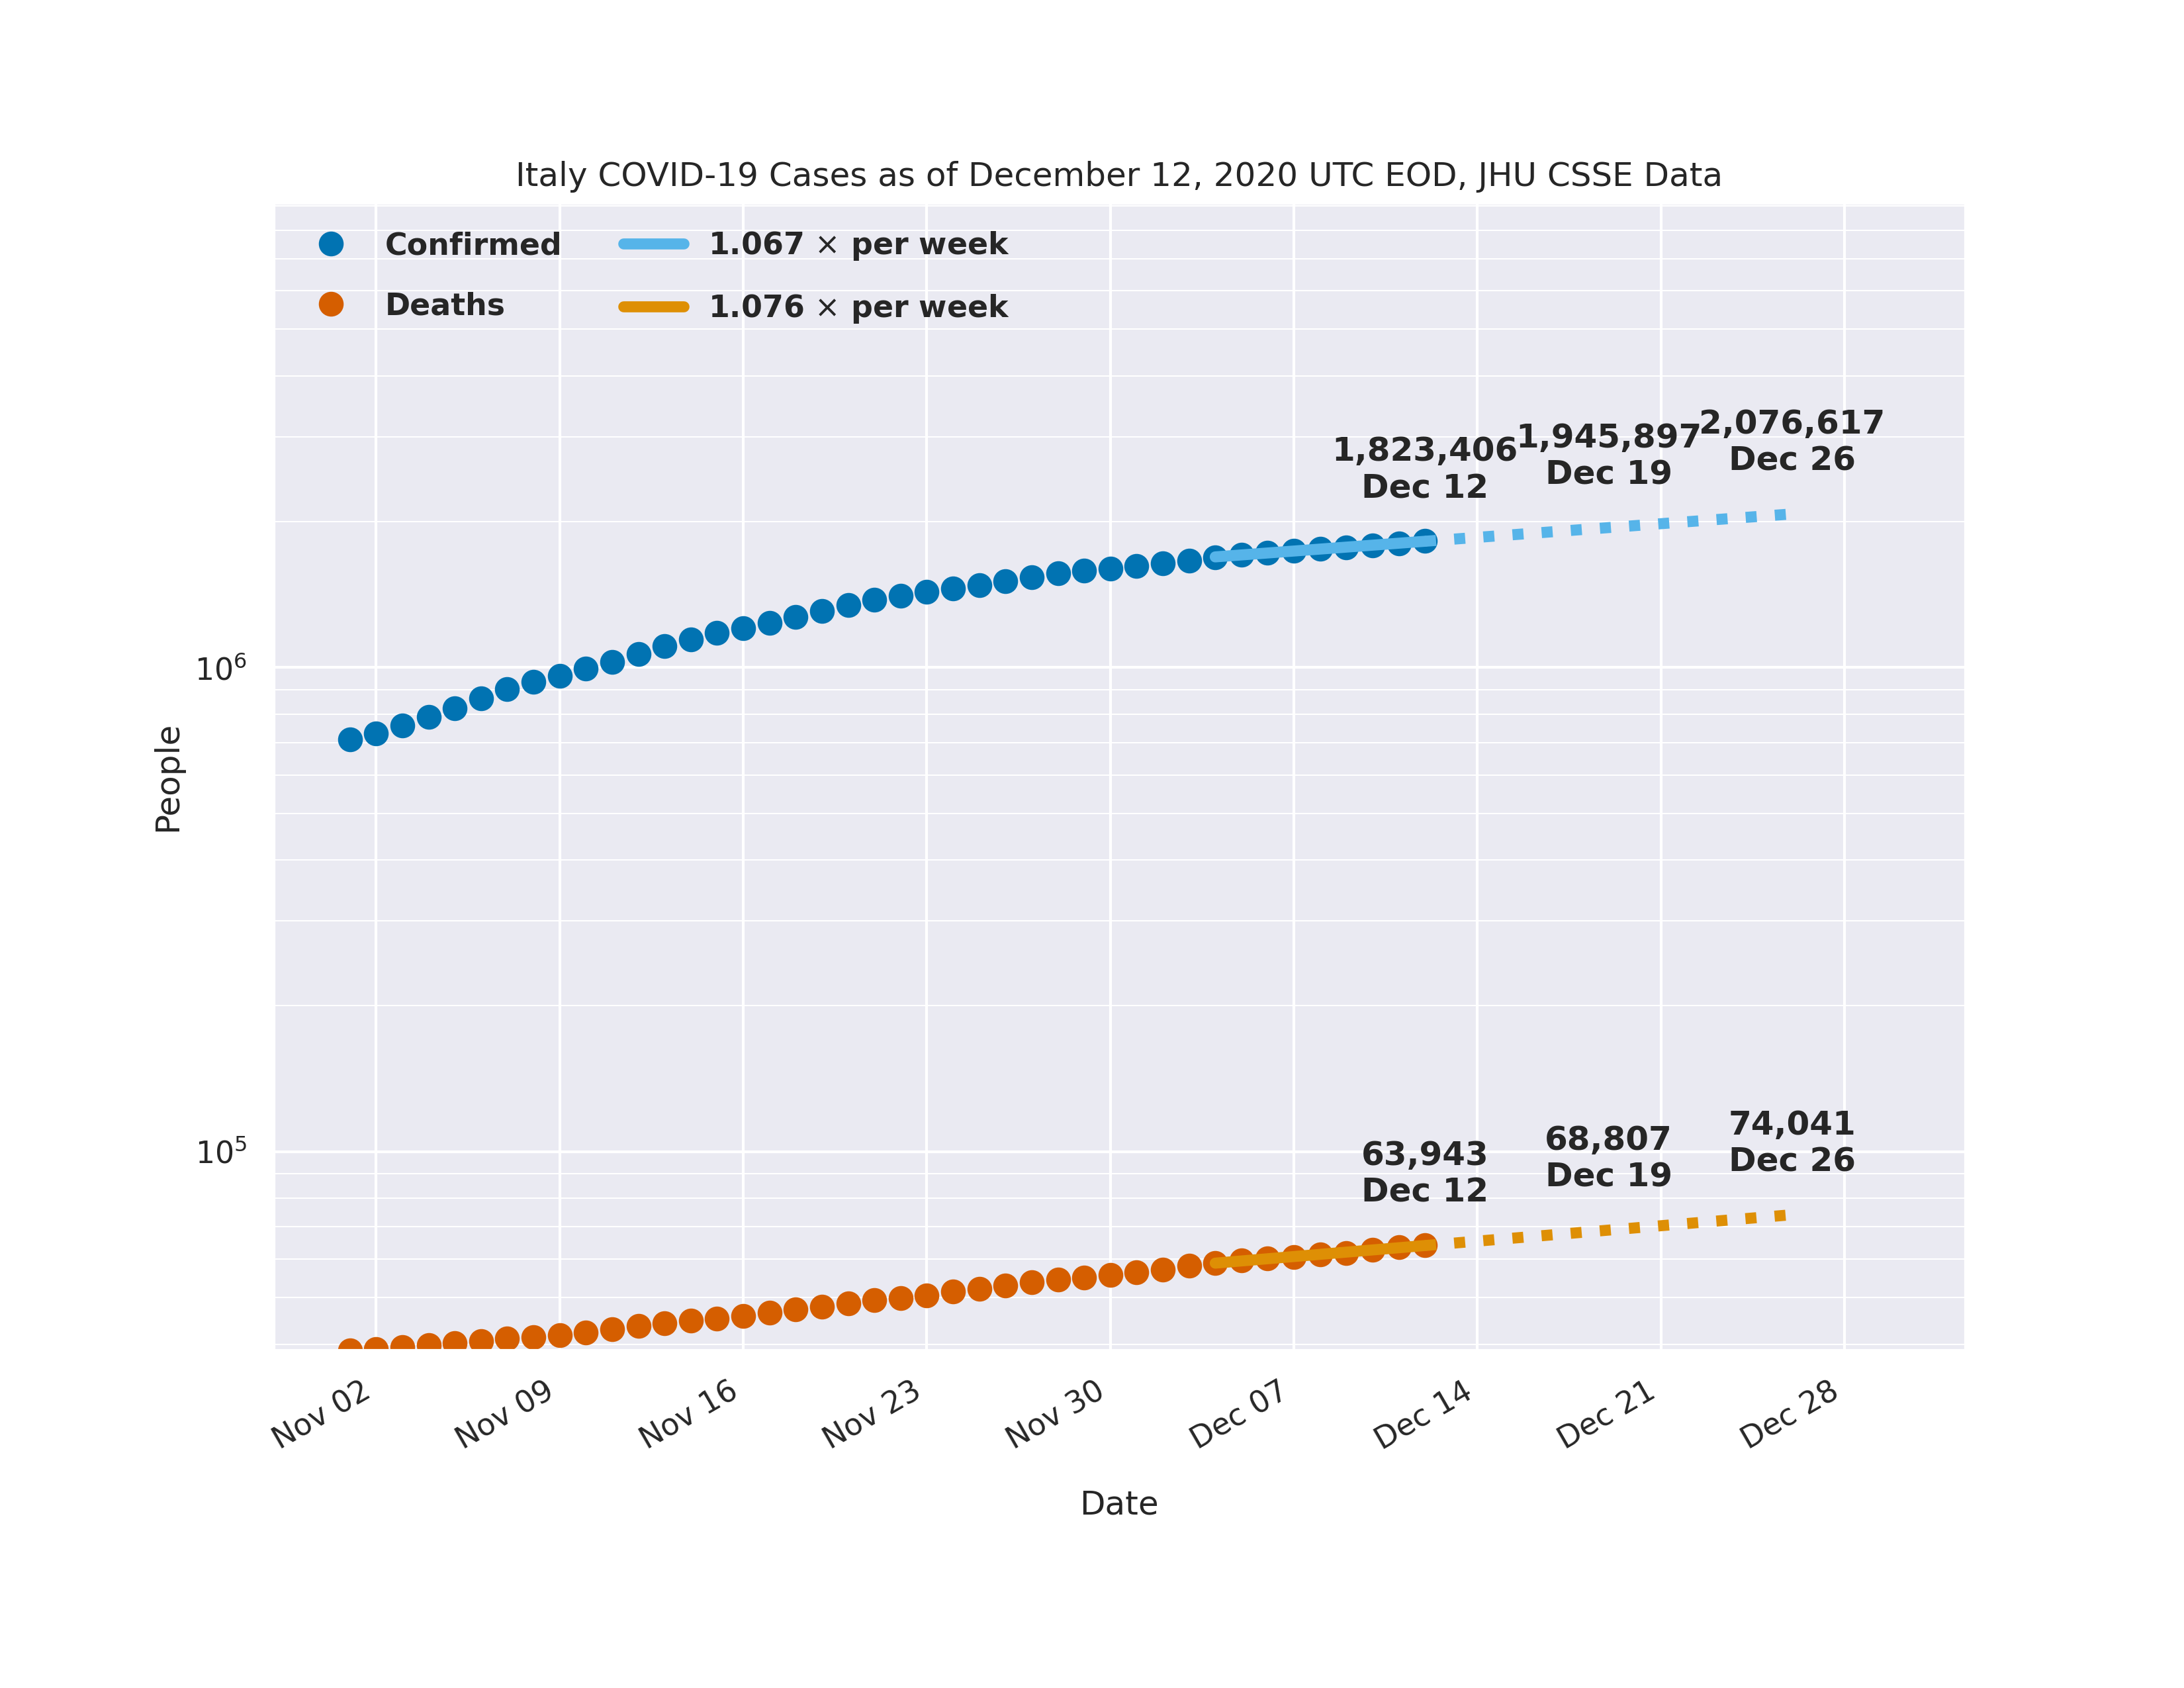 Italy COVID-19 Cases as of December 12, 2020 UTC EOD, JHU CSSE Data
Confirmed
Deaths
1.067 × per week
1.076 × per week
1,823,406
Dec 12
1,945,897
Dec 19
2,076,617
Dec 26
63,943
Dec 12
68,807
Dec 19
74,041
Dec 26
People
10⁶
10⁵
Nov 02
Nov 09
Nov 16
Nov 23
Nov 30
Dec 07
Dec 14
Dec 21
Dec 28
Date